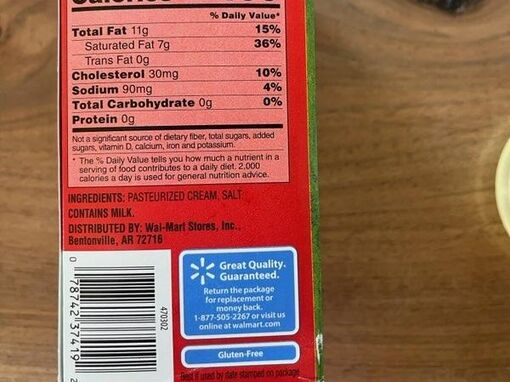 % Daily Value*
Total Fat 11g 15%
Saturated Fat 7g 36%
Trans Fat 0g
Cholesterol 30mg 10%
Sodium 90mg 4%
Total Carbohydrate 0g 0%
Protein 0g
Not a significant source of dietary fiber, total sugars, added
sugars, vitamin D, calcium, iron and potassium.
* The % Daily Value tells you how much a nutrient in a
serving of food contributes to a daily diet. 2,000
calories a day is used for general nutrition advice.
INGREDIENTS: PASTEURIZED CREAM, SALT.
CONTAINS MILK.
DISTRIBUTED BY: Wal-Mart Stores, Inc.,
Bentonville, AR 72716
Great Quality.
Guaranteed.
Return the package
for replacement or
money back.
1-877-505-2267 or visit us
online at walmart.com
Gluten-Free
Best if used by date stamped on package
470302
0 78742 37419 2